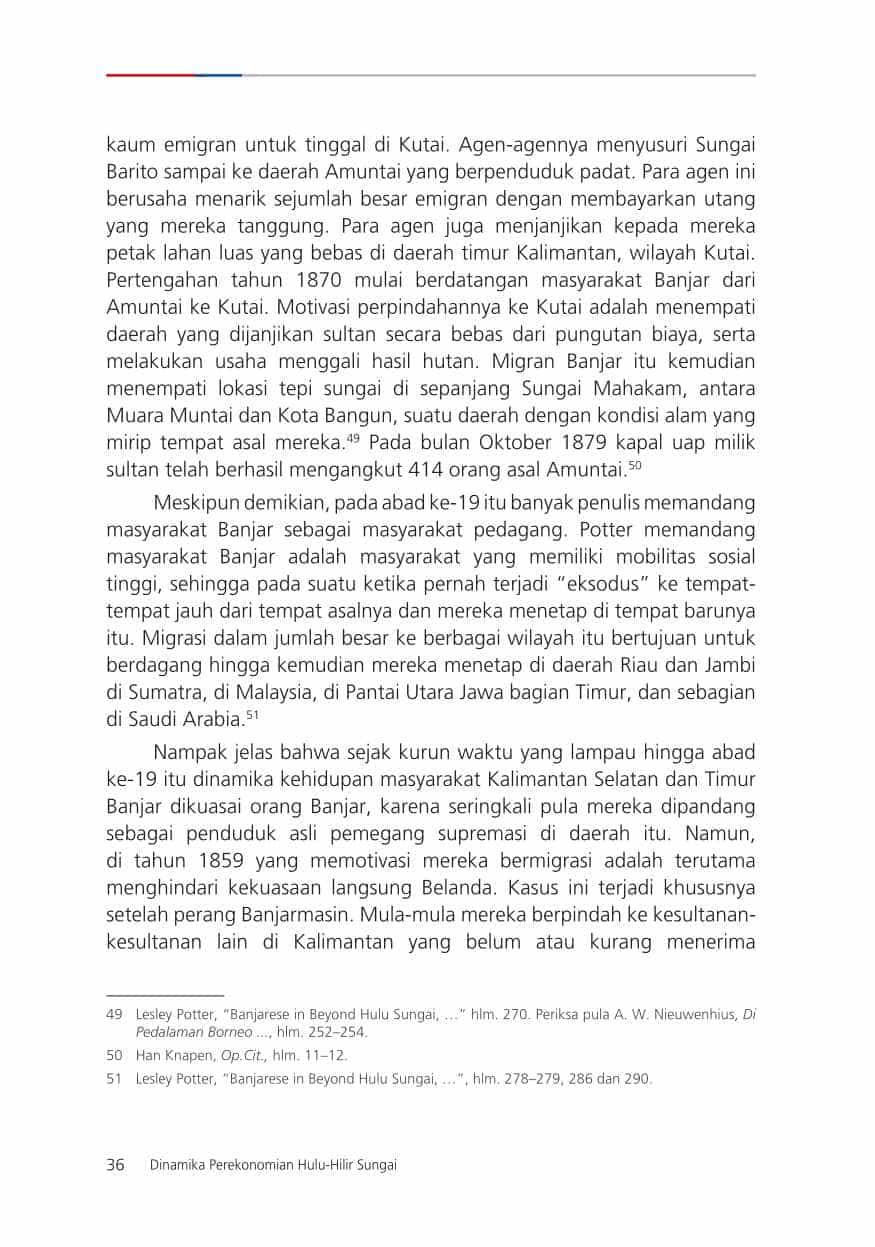 kaum emigran untuk tinggal di Kutai. Agen-agennya menyusuri Sungai
Barito sampai ke daerah Amuntai yang berpenduduk padat. Para agen ini
berusaha menarik sejumlah besar emigran dengan membayarkan utang
yang mereka tanggung. Para agen juga menjanjikan kepada mereka
petak lahan luas yang bebas di daerah timur Kalimantan, wilayah Kutai.
Pertengahan tahun 1870 mulai berdatangan masyarakat Banjar dari
Amuntai ke Kutai. Motivasi perpindahannya ke Kutai adalah menempati
daerah yang dijanjikan sultan secara bebas dari pungutan biaya, serta
melakukan usaha menggali hasil hutan. Migran Banjar itu kemudian
menempati lokasi tepi sungai di sepanjang Sungai Mahakam, antara
Muara Muntai dan Kota Bangun, suatu daerah dengan kondisi alam yang
mirip tempat asal mereka.⁴⁹ Pada bulan Oktober 1879 kapal uap milik
sultan telah berhasil mengangkut 414 orang asal Amuntai.⁵⁰
Meskipun demikian, pada abad ke-19 itu banyak penulis memandang
masyarakat Banjar sebagai masyarakat pedagang. Potter memandang
masyarakat Banjar adalah masyarakat yang memiliki mobilitas sosial
tinggi, sehingga pada suatu ketika pernah terjadi “eksodus” ke tempat-
tempat jauh dari tempat asalnya dan mereka menetap di tempat barunya
itu. Migrasi dalam jumlah besar ke berbagai wilayah itu bertujuan untuk
berdagang hingga kemudian mereka menetap di daerah Riau dan Jambi
di Sumatra, di Malaysia, di Pantai Utara Jawa bagian Timur, dan sebagian
di Saudi Arabia.⁵¹
Nampak jelas bahwa sejak kurun waktu yang lampau hingga abad
ke-19 itu dinamika kehidupan masyarakat Kalimantan Selatan dan Timur
Banjar dikuasai orang Banjar, karena seringkali pula mereka dipandang
sebagai penduduk asli pemegang supremasi di daerah itu. Namun,
di tahun 1859 yang memotivasi mereka bermigrasi adalah terutama
menghindari kekuasaan langsung Belanda. Kasus ini terjadi khususnya
setelah perang Banjarmasin. Mula-mula mereka berpindah ke kesultanan-
kesultanan lain di Kalimantan yang belum atau kurang menerima
49 Lesley Potter, “Banjarese in Beyond Hulu Sungai, …” hlm. 270. Periksa pula A. W. Nieuwenhius, Di
Pedalaman Borneo ..., hlm. 252–254.
50 Han Knapen, Op.Cit., hlm. 11–12.
51 Lesley Potter, “Banjarese in Beyond Hulu Sungai, …”, hlm. 278–279, 286 dan 290.
36 Dinamika Perekonomian Hulu-Hilir Sungai